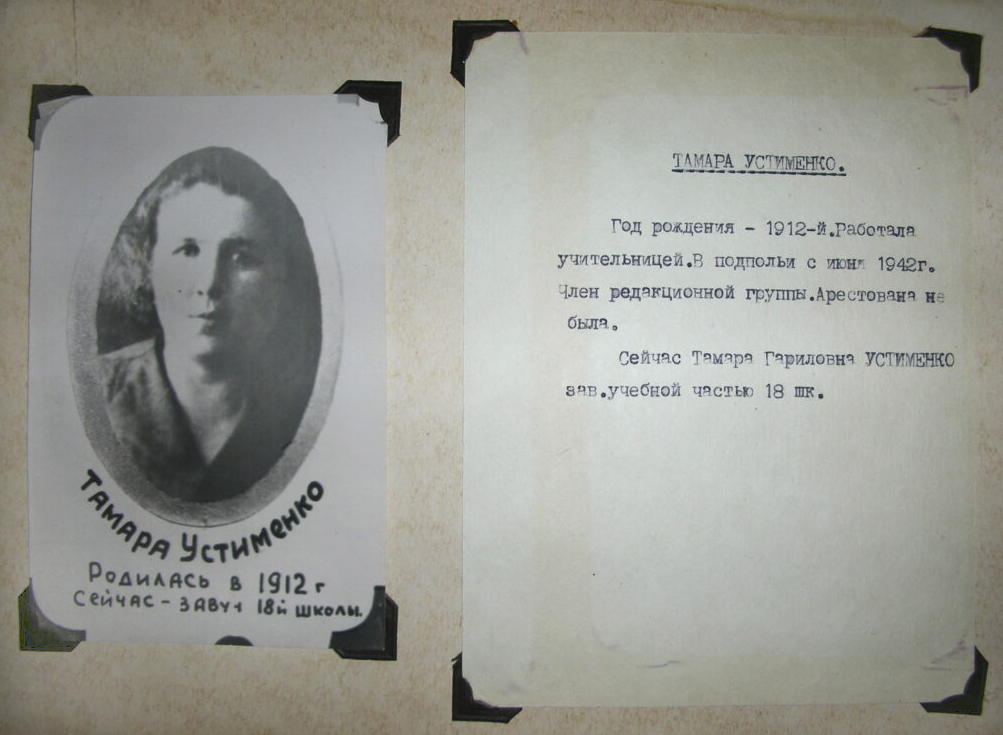 Тамара Устименко
Родилась в 1912 г
Сейчас - завуч 18й школы.
ТАМАРА УСТИМЕНКО.
Год рождения - 1912-й.Работала
учительницей.В подпольи с июня 1942г.
Член редакционной группы.Арестована не
была.
Сейчас Тамара Гариловна УСТИМЕНКО
зав.учебной частью 18 шк.